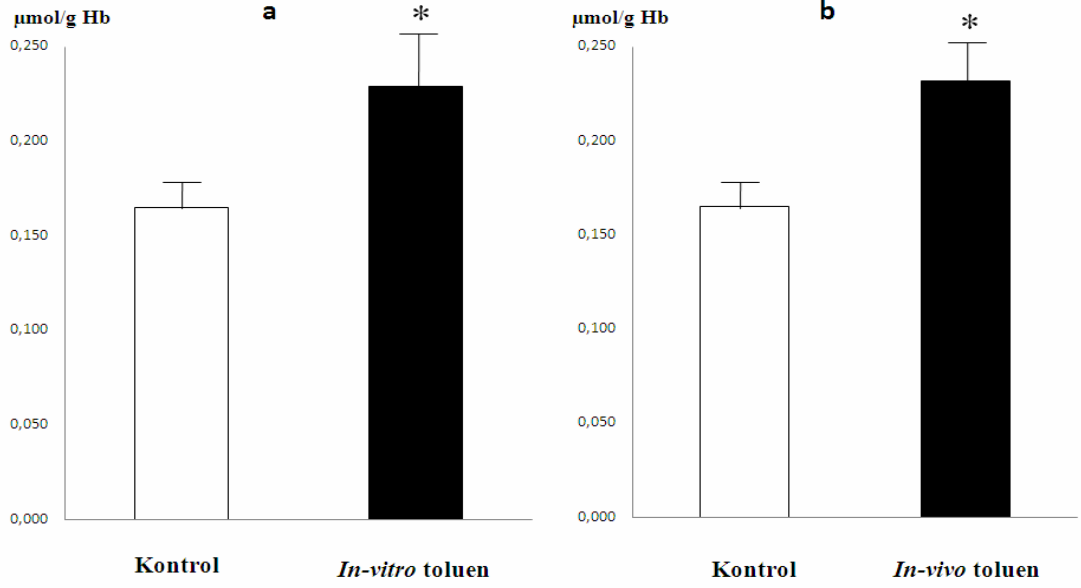 a
μmol/g Hb
*
0,250
0,200
0,150
0,100
0,050
0,000
Kontrol
In-vitro toluen
b
μmol/g Hb
*
0,250
0,200
0,150
0,100
0,050
0,000
Kontrol
In-vivo toluen